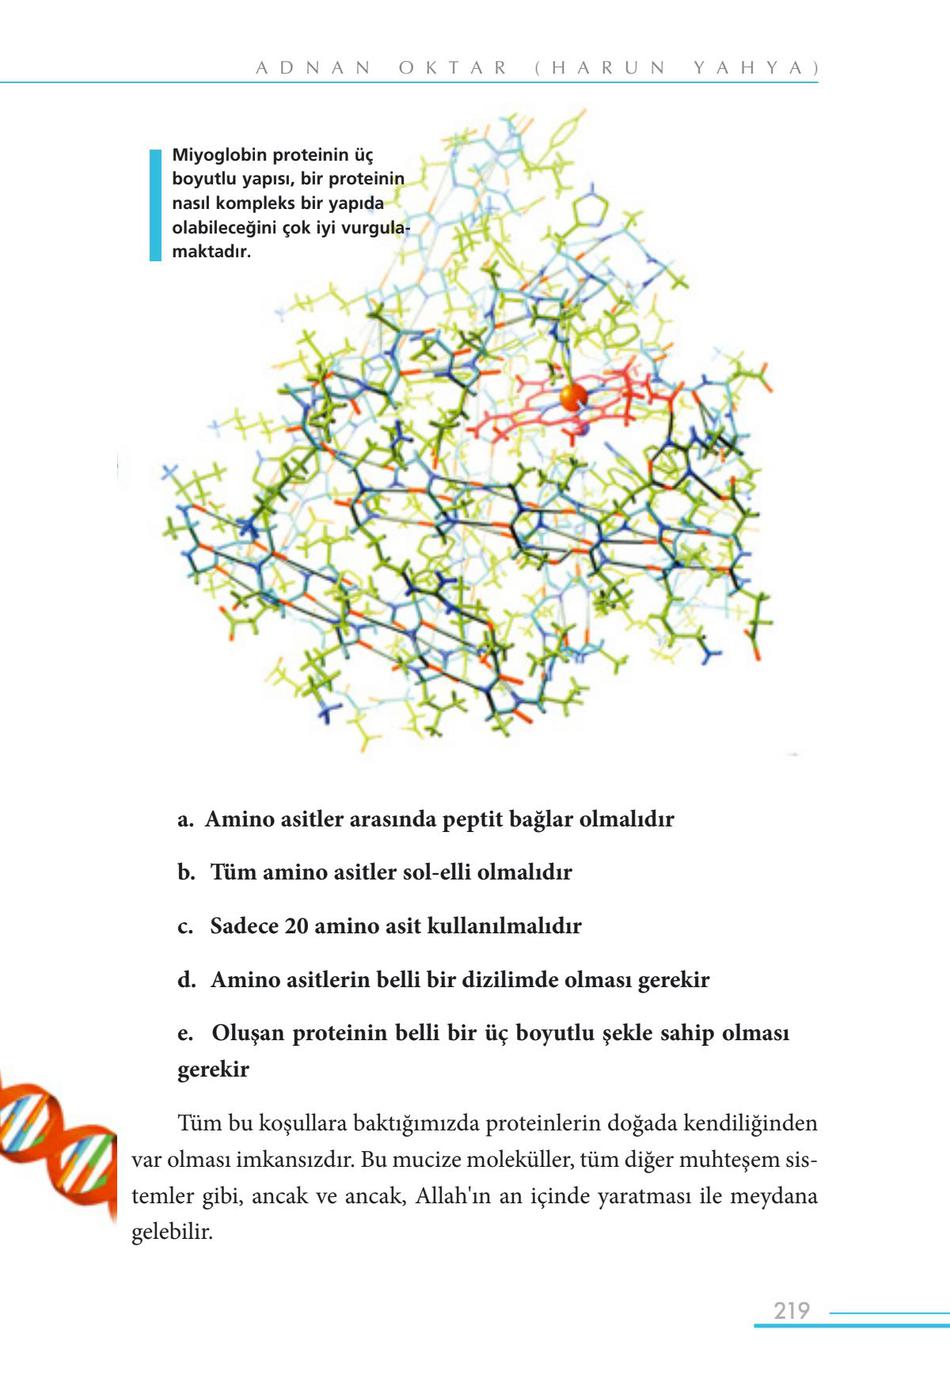 ADNAN OKTAR (HARUN YAHYA)
Miyoglobin proteinin üç
boyutlu yapısı, bir proteinin
nasıl kompleks bir yapıda
olabileceğini çok iyi vurgula-
maktadır.
a. Amino asitler arasında peptit bağlar olmalıdır
b. Tüm amino asitler sol-elli olmalıdır
c. Sadece 20 amino asit kullanılmalıdır
d. Amino asitlerin belli bir dizilimde olması gerekir
e. Oluşan proteinin belli bir üç boyutlu şekle sahip olması
gerekir
Tüm bu koşullara baktığımızda proteinlerin doğada kendiliğinden
var olması imkansızdır. Bu mucize moleküller, tüm diğer muhteşem sis-
temler gibi, ancak ve ancak, Allah'ın an içinde yaratması ile meydana
gelebilir.
219